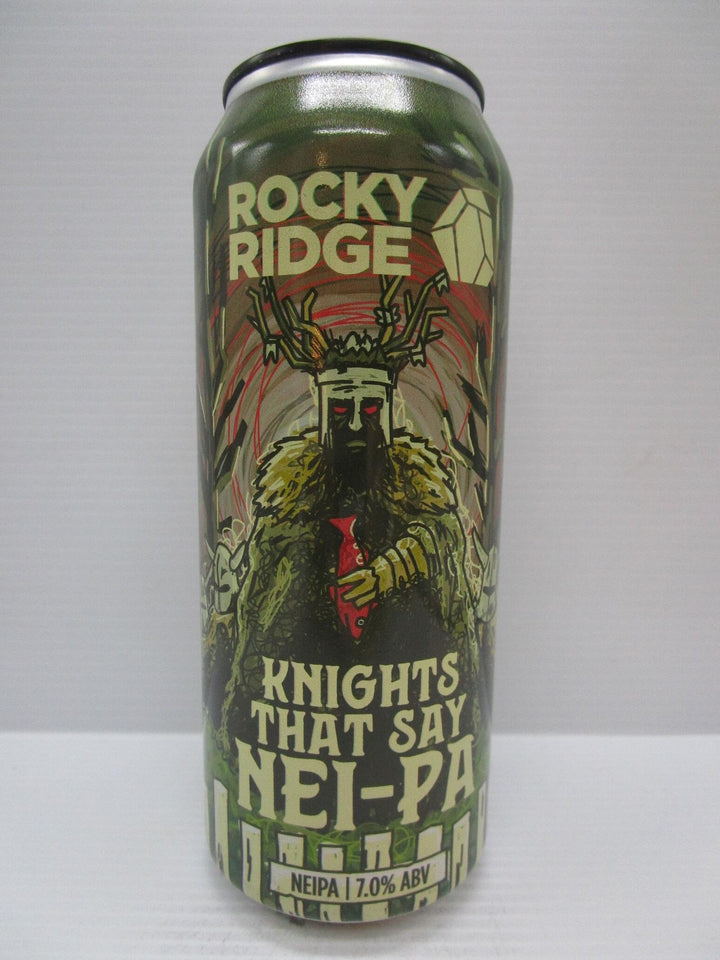 ROCKY
RIDGE
KNIGHTS
THAT SAY
NEI-PA
NEIPA | 7.0% ABV